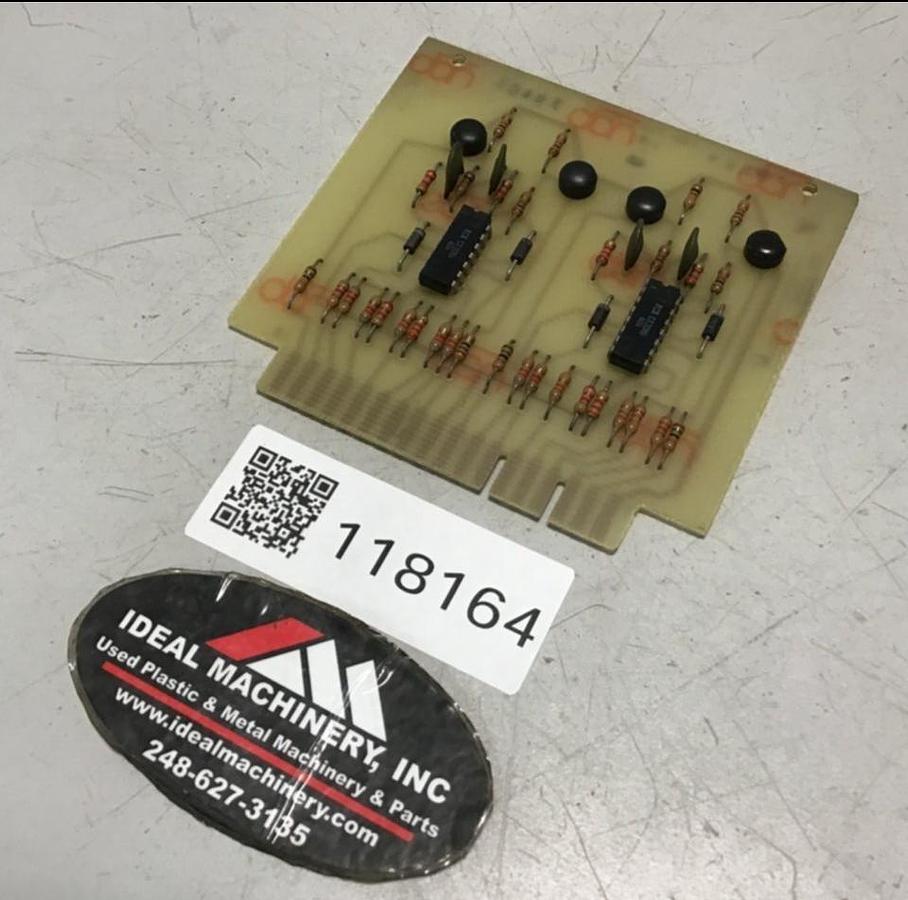 118164
IDEAL MACHINERY, INC
Used Plastic & Metal Machinery & Parts
www.idealmachinery.com
248-627-3135